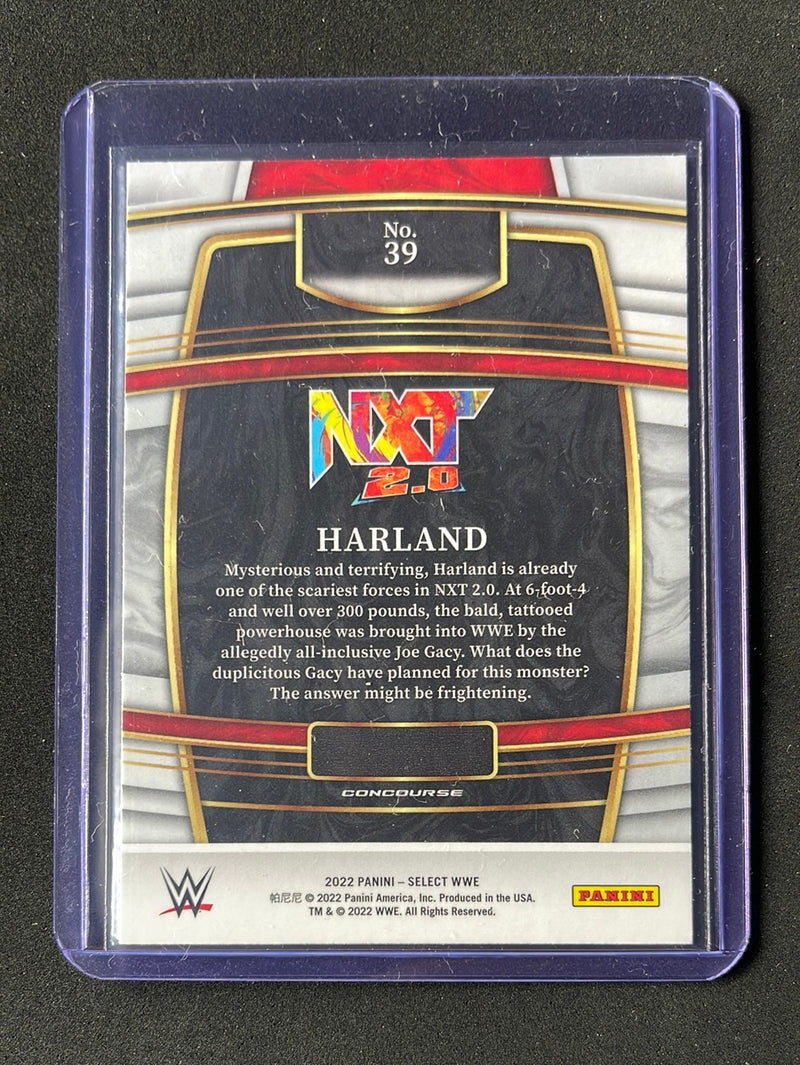 No.
39
NXT
2.0
HARLAND
Mysterious and terrifying, Harland is already
one of the scariest forces in NXT 2.0. At 6-foot-4
and well over 300 pounds, the bald, tattooed
powerhouse was brought into WWE by the
allegedly all-inclusive Joe Gacy. What does the
duplicitous Gacy have planned for this monster?
The answer might be frightening.
CONCOURSE
W
2022 PANINI – SELECT WWE
帕尼尼 © 2022 Panini America, Inc. Produced in the USA.
TM & © 2022 WWE. All Rights Reserved.
PANINI